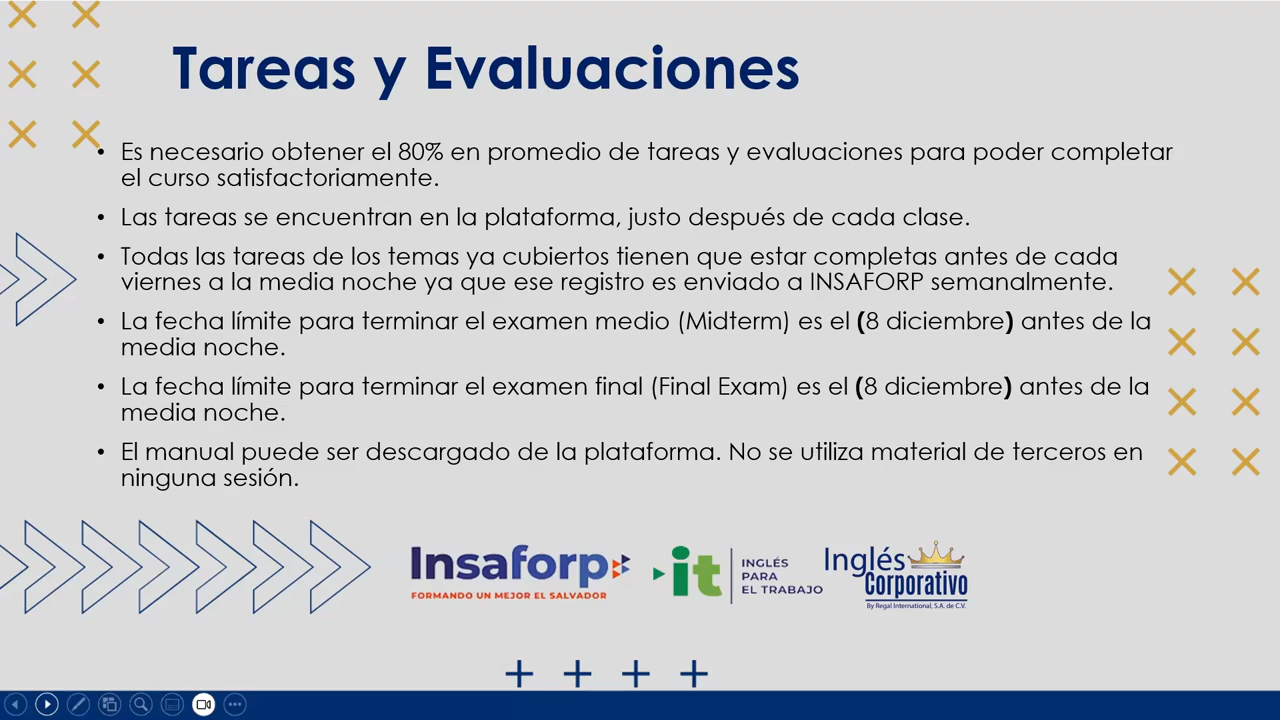 Tareas y Evaluaciones
• Es necesario obtener el 80% en promedio de tareas y evaluaciones para poder completar
el curso satisfactoriamente.
• Las tareas se encuentran en la plataforma, justo después de cada clase.
• Todas las tareas de los temas ya cubiertos tienen que estar completas antes de cada
viernes a la media noche ya que ese registro es enviado a INSAFORP semanalmente.
• La fecha límite para terminar el examen medio (Midterm) es el (8 diciembre) antes de la
media noche.
• La fecha límite para terminar el examen final (Final Exam) es el (8 diciembre) antes de la
media noche.
• El manual puede ser descargado de la plataforma. No se utiliza material de terceros en
ninguna sesión.
Insaforp
FORMANDO UN MEJOR EL SALVADOR
it
INGLÉS
PARA
EL TRABAJO
Inglés
Corporativo
By Regal International, S.A. de C.V.